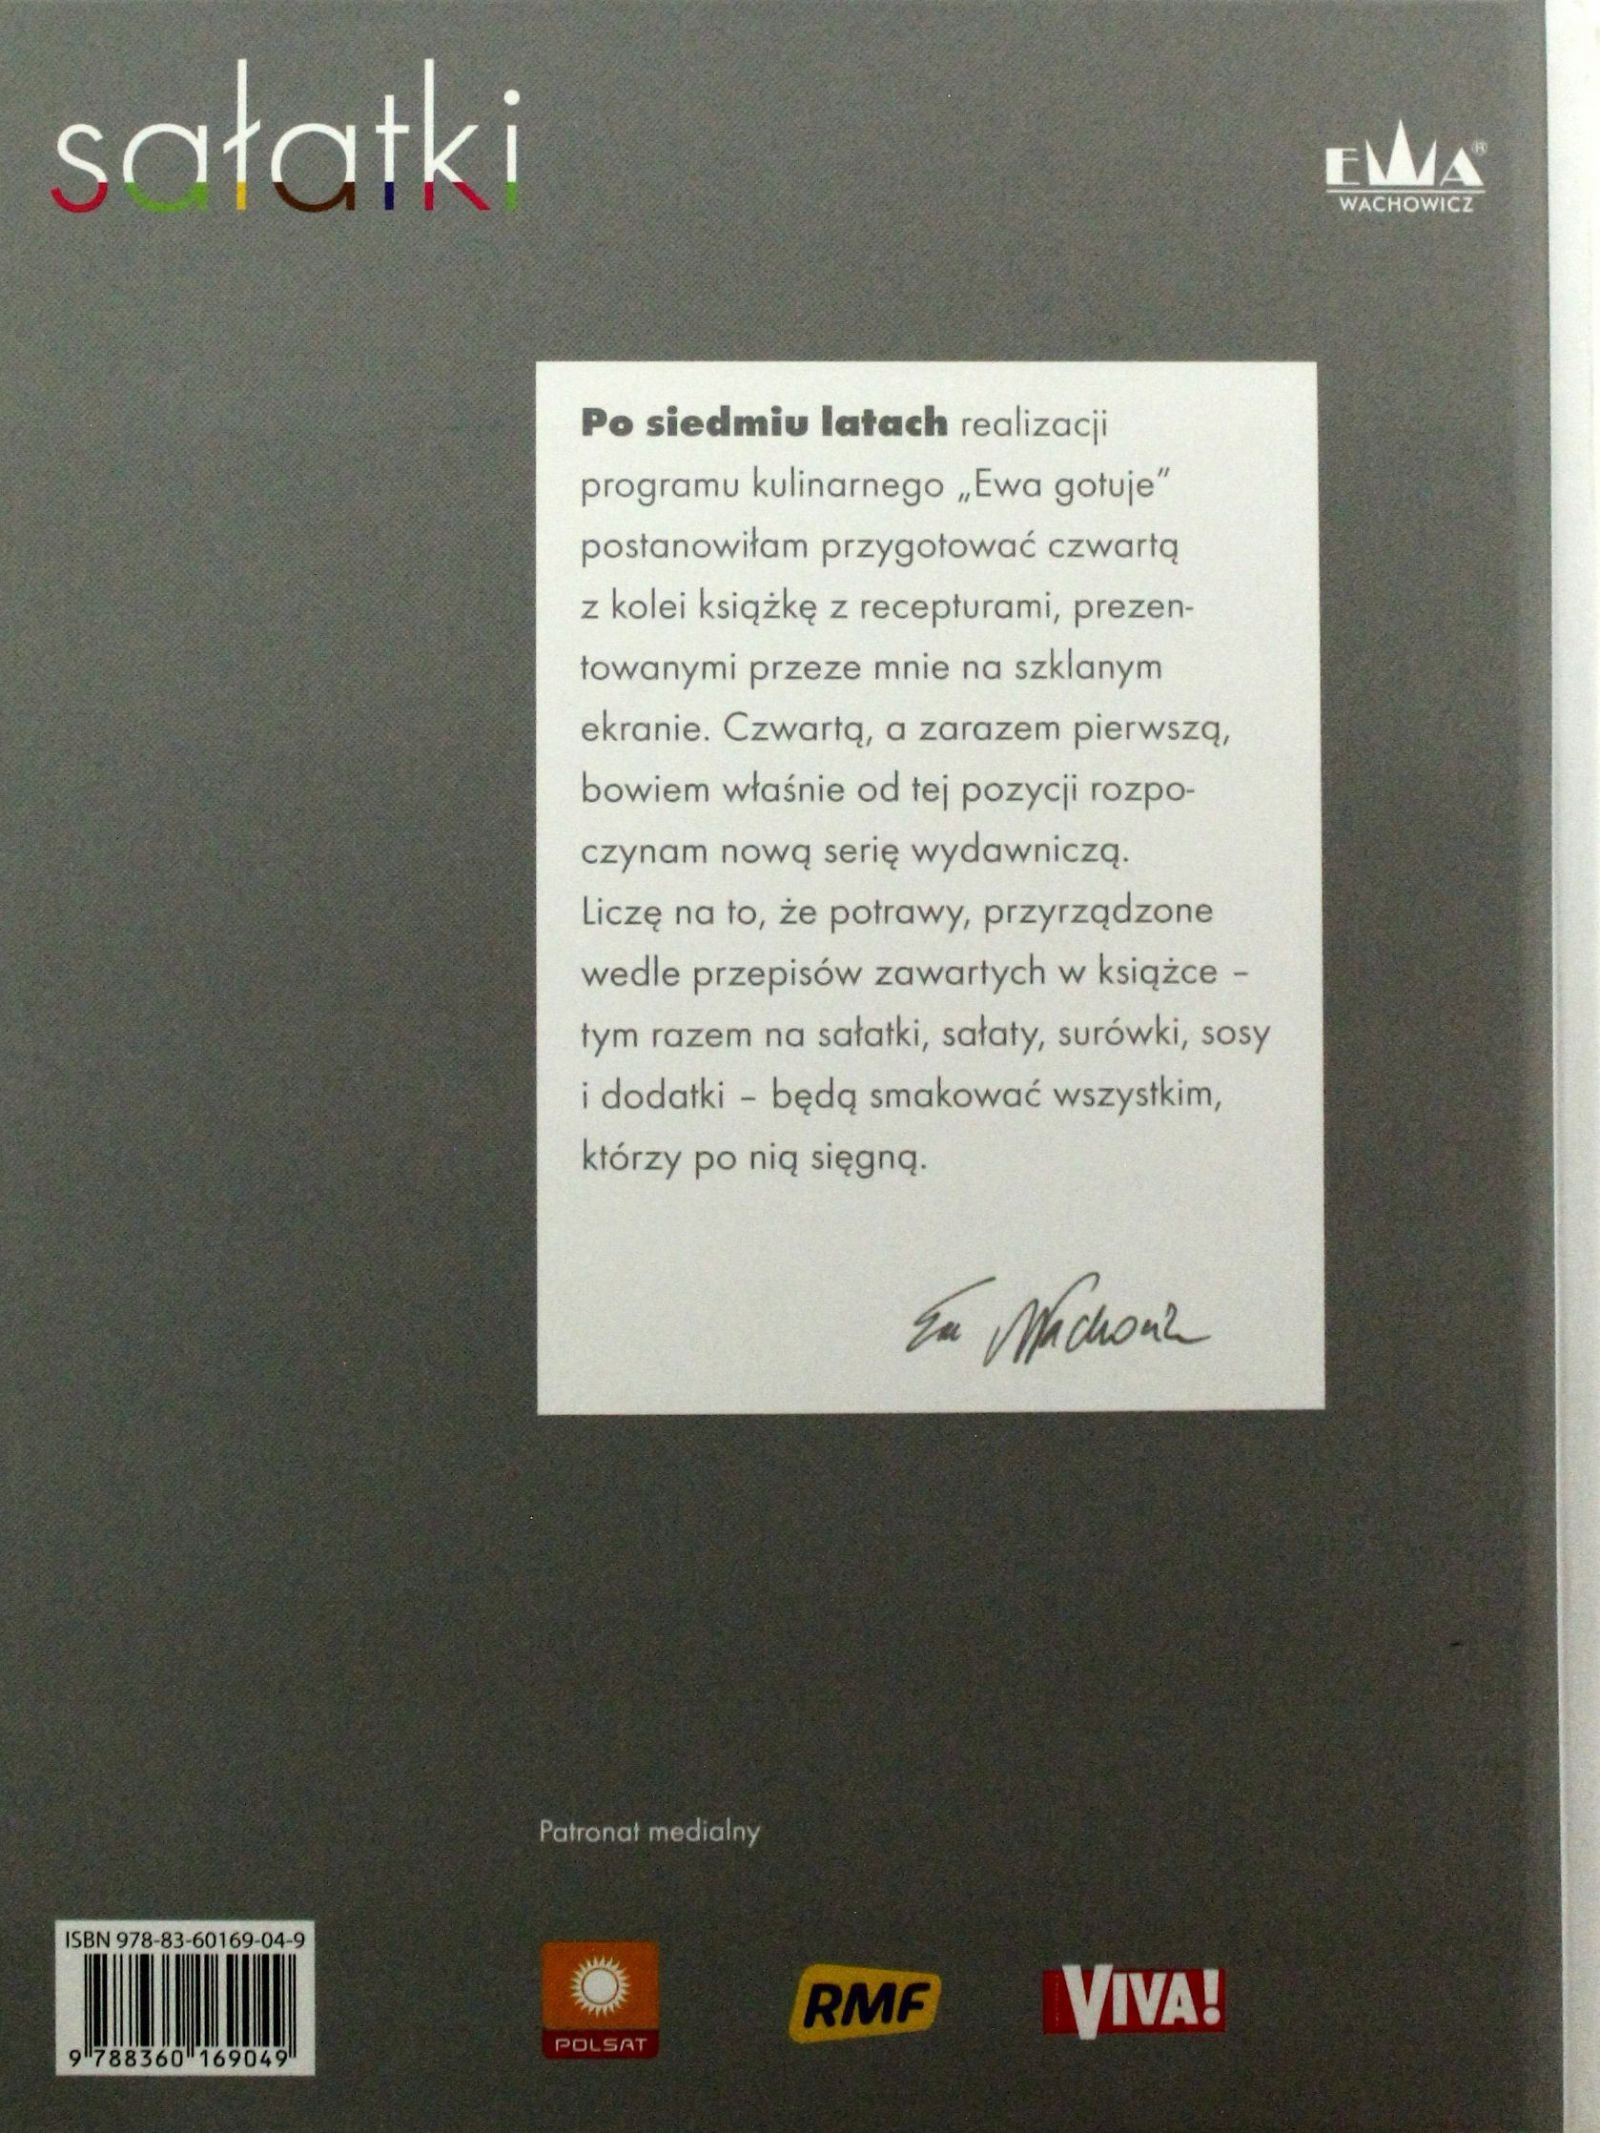 sałatki
EWA®
WACHOWICZ
Po siedmiu latach realizacji
programu kulinarnego „Ewa gotuje”
postanowiłam przygotować czwartą
z kolei książkę z recepturami, prezen-
towanymi przeze mnie na szklanym
ekranie. Czwartą, a zarazem pierwszą,
bowiem właśnie od tej pozycji rozpo-
czynam nową serię wydawniczą.
Liczę na to, że potrawy, przyrządzone
wedle przepisów zawartych w książce –
tym razem na sałatki, sałaty, surówki, sosy
i dodatki – będą smakować wszystkim,
którzy po nią sięgną.
Ewa Wachowicz
Patronat medialny
ISBN 978-83-60169-04-9
9 788360 169049
POLSAT
RMF
VIVA!